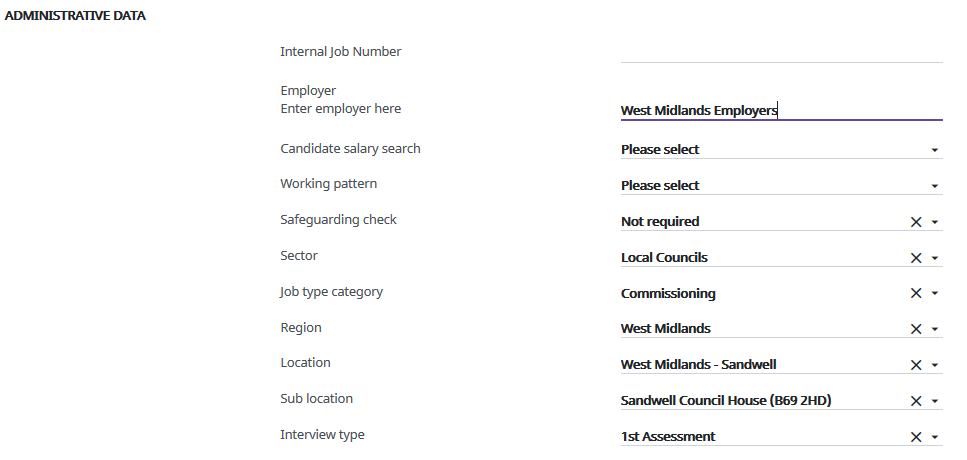 ADMINISTRATIVE DATA
Internal Job Number
Employer
Enter employer here West Midlands Employers
Candidate salary search Please select
Working pattern Please select
Safeguarding check Not required
Sector Local Councils
Job type category Commissioning
Region West Midlands
Location West Midlands - Sandwell
Sub location Sandwell Council House (B69 2HD)
Interview type 1st Assessment